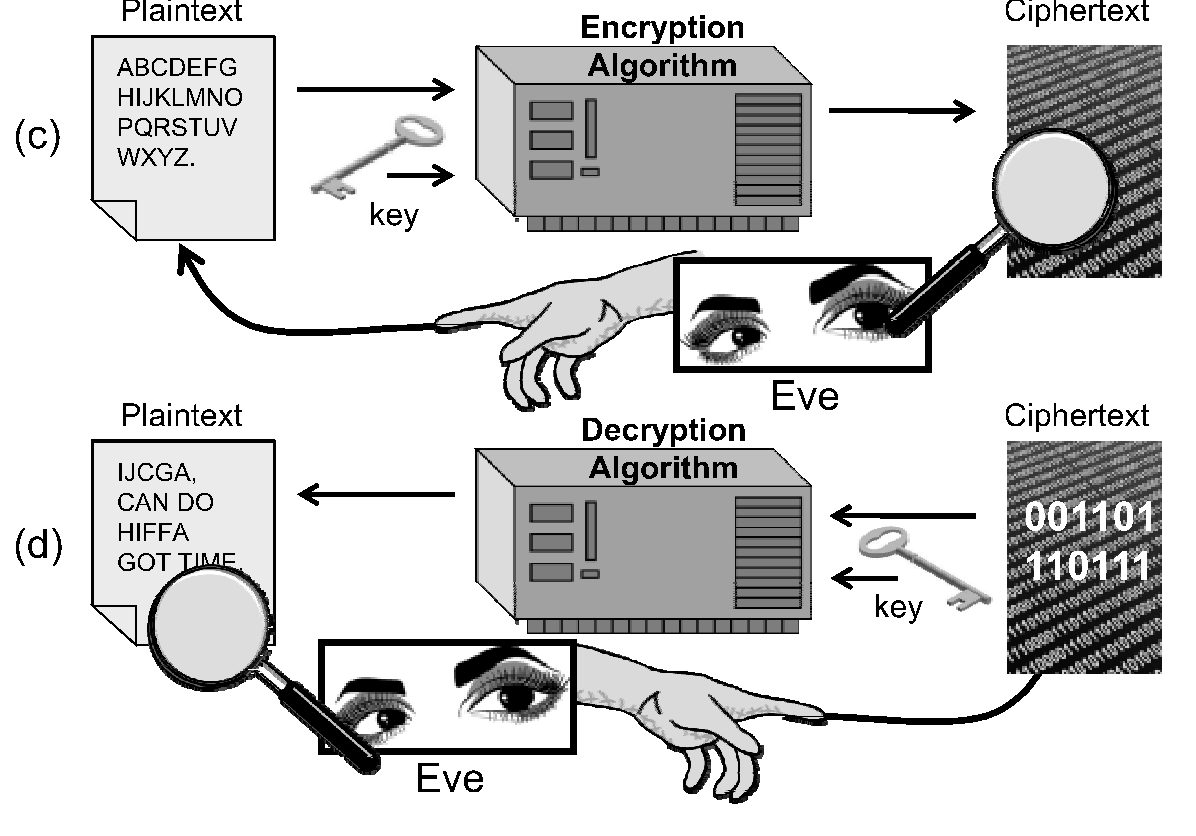 Plaintext
Encryption
Algorithm
Ciphertext
(c)
ABCDEFG
HIJKLMNO
PQRSTUV
WXYZ.
key
Eve
Plaintext
Decryption
Algorithm
Ciphertext
(d)
IJCGA,
CAN DO
HIFFA
GOT TIME.
001101
110111
key
Eve